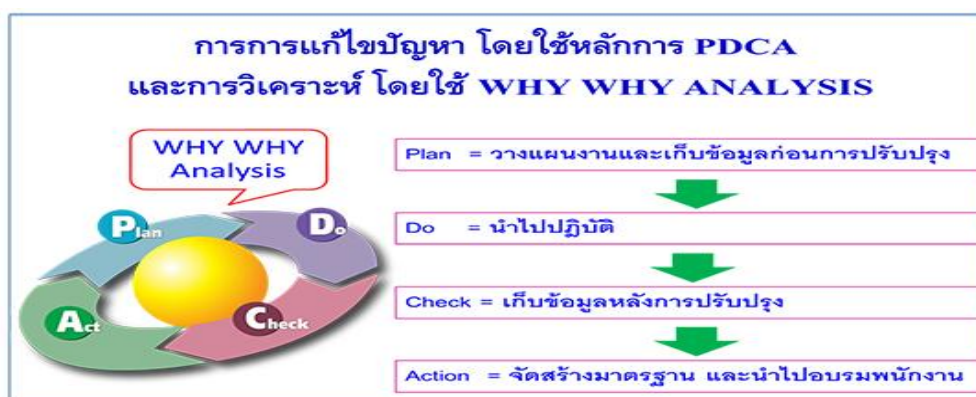 การการแก้ไขปัญหา โดยใช้หลักการ PDCA
และการวิเคราะห์ โดยใช้ WHY WHY ANALYSIS
WHY WHY
Analysis
Plan
Do
Act
Check
Plan = วางแผนงานและเก็บข้อมูลก่อนการปรับปรุง
Do = นำไปปฏิบัติ
Check = เก็บข้อมูลหลังการปรับปรุง
Action = จัดสร้างมาตรฐาน และนำไปอบรมพนักงาน